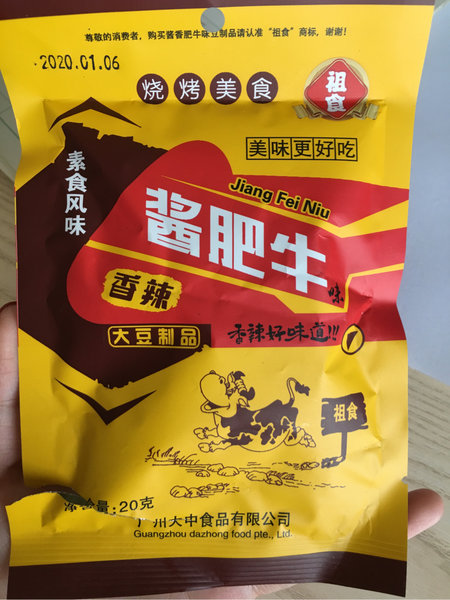 尊敬的消费者，购买酱香肥牛味豆制品请认准“祖食”商标，谢谢！
2020.01.06
烧烤美食
祖食
美味更好吃
素食风味
Jiang Fei Niu
酱肥牛
味
香辣
大豆制品
香辣好味道!!!
祖食
:20克
广州大中食品有限公司
Guangzhou dazhong food pte., Ltd.